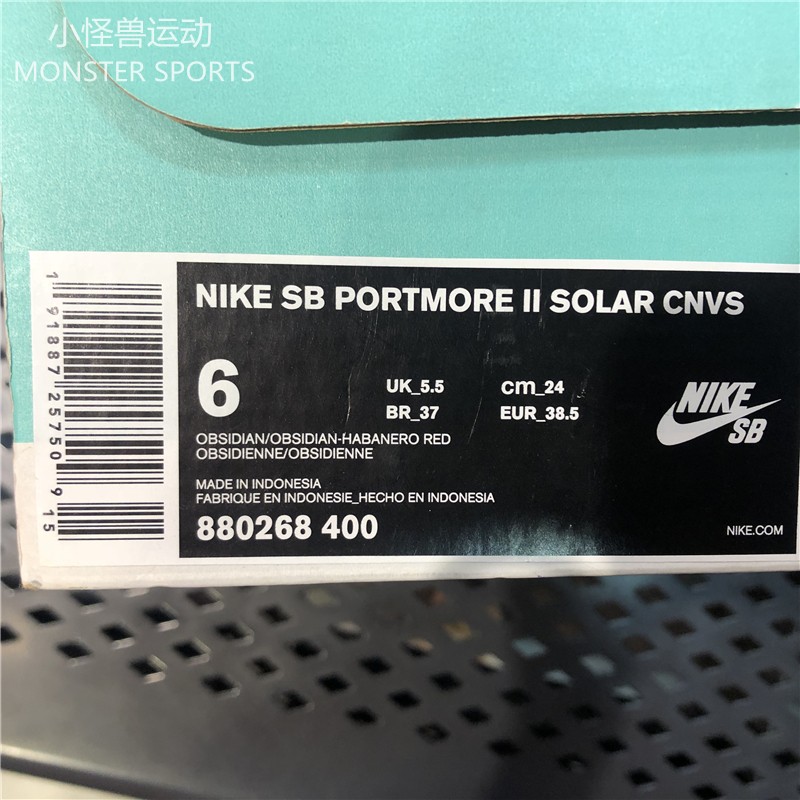 小怪兽运动
MONSTER SPORTS
NIKE SB PORTMORE II SOLAR CNVS
6
UK_5.5 cm_24
BR_37 EUR_38.5
NIKE
SB
OBSIDIAN/OBSIDIAN-HABANERO RED
OBSIDIENNE/OBSIDIENNE
MADE IN INDONESIA
FABRIQUE EN INDONESIE_HECHO EN INDONESIA
880268 400
NIKE.COM
1 91887 25750 9 15